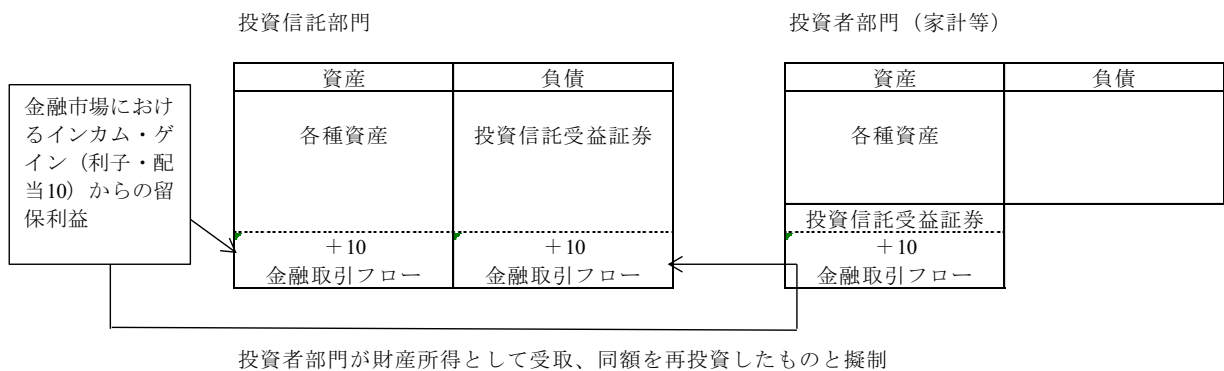 投資信託部門
投資者部門（家計等）
金融市場におけ
るインカム・ゲ
イン（利子・配
当10）からの留
保利益
資産
負債
各種資産
投資信託受益証券
＋10
＋10
金融取引フロー
金融取引フロー
資産
負債
各種資産
投資信託受益証券
＋10
金融取引フロー
投資者部門が財産所得として受取、同額を再投資したものと擬制